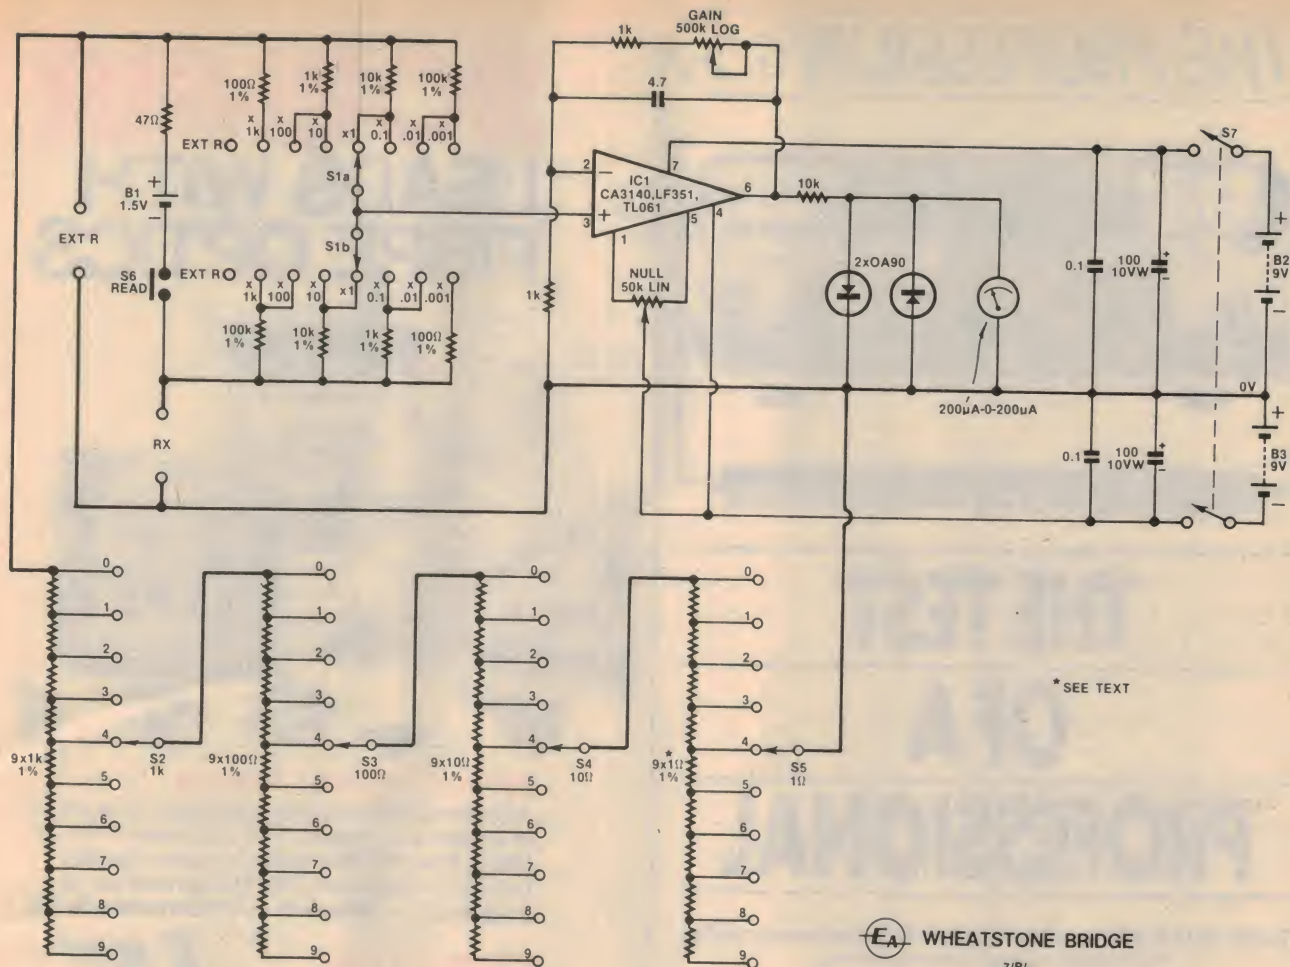 GAIN
500k LOG
1k
4.7
100Ω
1%
1k
1%
10k
1%
100k
1%
47Ω
EXT R
x
1k
x
100
x
10
x1
x
0.1
x
.01
x
.001
S1a
B1
1.5V
+
−
EXT R
S6
READ
S1b
EXT R
x
1k
x
100
x
10
x1
x
0.1
x
.01
x
.001
100k
1%
10k
1%
1k
1%
100Ω
1%
RX
1k
2
−
3
+
IC1
CA3140,LF351,
TL061
7
6
5
4
1
NULL
50k LIN
10k
2xOA90
200µA-0-200uA
0.1
100
10VW
+
−
S7
+
B2
9V
−
0V
0.1
100
10VW
+
−
+
B3
9V
−
0
1
2
3
4
5
6
7
8
9
9x1k
1%
S2
1k
0
1
2
3
4
5
6
7
8
9
9x100Ω
1%
S3
100Ω
0
1
2
3
4
5
6
7
8
9
9x10Ω
1%
S4
10Ω
0
1
2
3
4
5
6
7
8
9
*
9x1Ω
1%
S5
1Ω
* SEE TEXT
EA WHEATSTONE BRIDGE